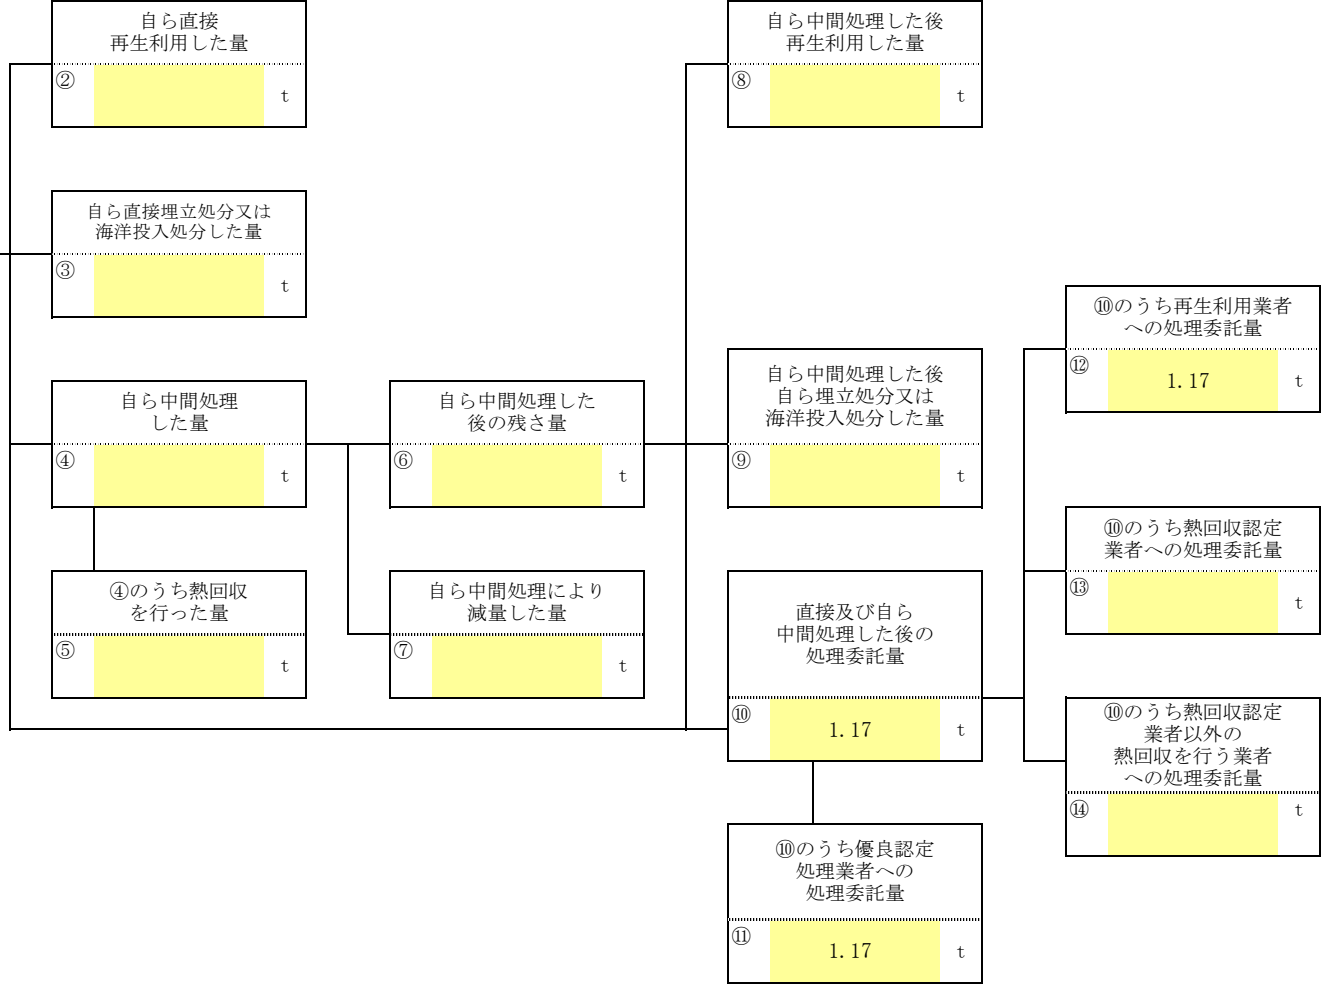 自ら直接
再生利用した量
②
t
自ら中間処理した後
再生利用した量
⑧
t
自ら直接埋立処分又は
海洋投入処分した量
③
t
⑩のうち再生利用業者
への処理委託量
⑫
1.17
t
自ら中間処理
した量
④
t
自ら中間処理した
後の残さ量
⑥
t
自ら中間処理した後
自ら埋立処分又は
海洋投入処分した量
⑨
t
⑩のうち熱回収認定
業者への処理委託量
⑬
t
④のうち熱回収
を行った量
⑤
t
自ら中間処理により
減量した量
⑦
t
直接及び自ら
中間処理した後の
処理委託量
⑩
1.17
t
⑩のうち熱回収認定
業者以外の
熱回収を行う業者
への処理委託量
⑭
t
⑩のうち優良認定
処理業者への
処理委託量
⑪
1.17
t